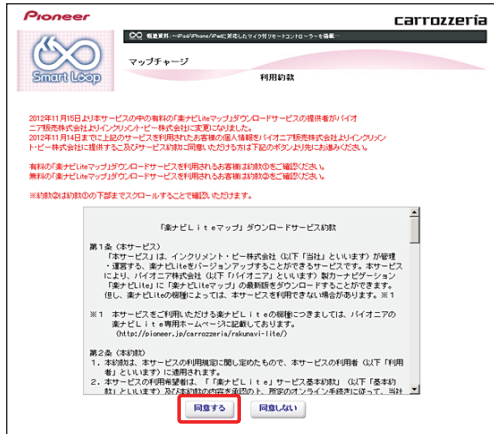 Pioneer
carrozzeria
Smart Loop
マップチャージ
利用約款
2012年11月15日より本サービスの中の有料の「楽ナビLiteマップ」ダウンロードサービスの提供者がパイオ
ニア販売株式会社よりインクリメント・ピー株式会社に変更になりました。
2012年11月14日までに上記のサービスを利用されたお客様の個人情報をパイオニア販売株式会社よりインクリメン
ト・ピー株式会社に提供すること及びサービス約款に同意いただける方は下記のボタンより先にお進みください。
有料の「楽ナビLiteマップ」ダウンロードサービスを利用されるお客様は約款①をご確認ください。
無料の「楽ナビLiteマップ」ダウンロードサービスを利用されるお客様は約款②をご確認ください。
※約款②は約款①の下部までスクロールすることで確認いただけます。
「楽ナビＬｉｔｅマップ」ダウンロードサービス約款
第１条（本サービス）
「本サービス」は、インクリメント・ピー株式会社（以下「当社」といいます）が管理
・運営する、楽ナビLiteをバージョンアップすることができるサービスです。本サービス
により、パイオニア株式会社（以下「パイオニア」といいます）製カーナビゲーション
「楽ナビLite」に「楽ナビLiteマップ」の最新版をダウンロードすることができます。
但し、楽ナビLiteの機種によっては、本サービスを利用できない場合があります。※１
※１ 本サービスをご利用いただける楽ナビＬｉｔｅの機種につきましては、パイオニアの
楽ナビＬｉｔｅ専用ホームページに記載しております。
（http://pioneer.jp/carrozzeria/rakunavi-lite/）
第２条（本約款）
１．本約款は、本サービスの利用規定に関し定めたもので、本サービスの利用者（以下「利用
者」といいます）に適用されます。
２．本サービスの利用希望者は、「「楽ナビＬｉｔｅ」サービス基本約款」（以下「基本約
款」といいます）及び本約款の内容を承認の上、所定のオンライン手続きに従って、当社
同意する
同意しない